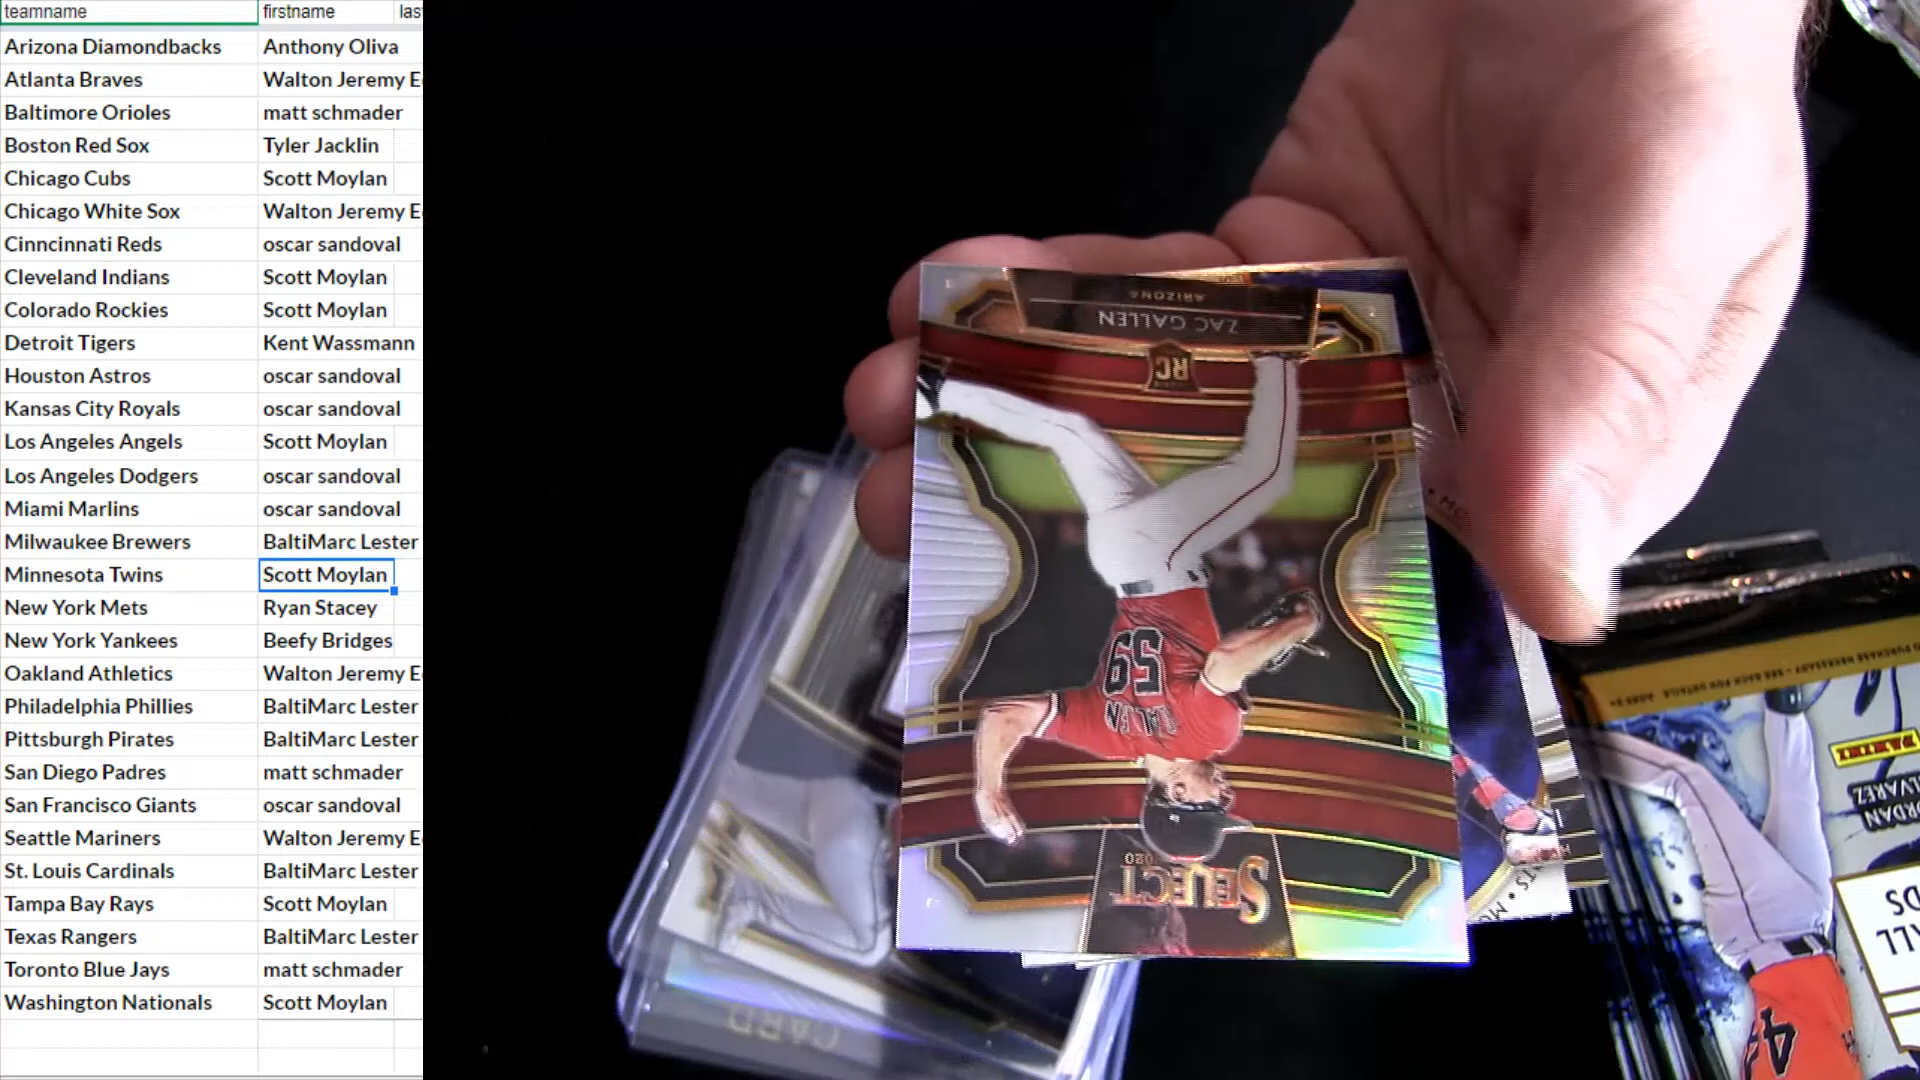 teamname firstname las
Arizona Diamondbacks Anthony Oliva
Atlanta Braves Walton Jeremy E
Baltimore Orioles matt schmader
Boston Red Sox Tyler Jacklin
Chicago Cubs Scott Moylan
Chicago White Sox Walton Jeremy E
Cinncinnati Reds oscar sandoval
Cleveland Indians Scott Moylan
Colorado Rockies Scott Moylan
Detroit Tigers Kent Wassmann
Houston Astros oscar sandoval
Kansas City Royals oscar sandoval
Los Angeles Angels Scott Moylan
Los Angeles Dodgers oscar sandoval
Miami Marlins oscar sandoval
Milwaukee Brewers BaltiMarc Lester
Minnesota Twins Scott Moylan
New York Mets Ryan Stacey
New York Yankees Beefy Bridges
Oakland Athletics Walton Jeremy E
Philadelphia Phillies BaltiMarc Lester
Pittsburgh Pirates BaltiMarc Lester
San Diego Padres matt schmader
San Francisco Giants oscar sandoval
Seattle Mariners Walton Jeremy E
St. Louis Cardinals BaltiMarc Lester
Tampa Bay Rays Scott Moylan
Texas Rangers BaltiMarc Lester
Toronto Blue Jays matt schmader
Washington Nationals Scott Moylan
ARIZONA
ZAC GALLEN
RC
59
GALLEN
2020
SELECT
CARD
PANINI